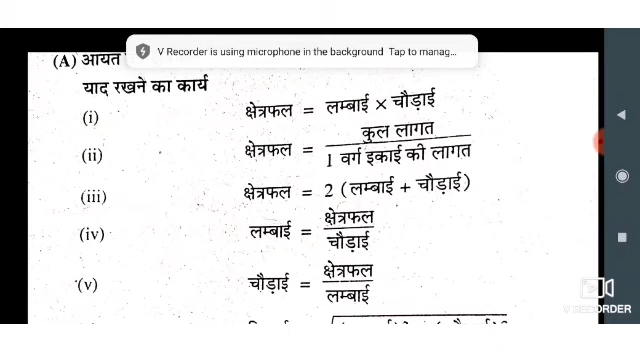 V Recorder is using microphone in the background Tap to manag...
(A) आयत
याद रखने का कार्य
(i) क्षेत्रफल = लम्बाई × चौड़ाई
(ii) क्षेत्रफल = कुल लागत / 1 वर्ग इकाई की लागत
(iii) क्षेत्रफल = 2 (लम्बाई + चौड़ाई)
(iv) लम्बाई = क्षेत्रफल / चौड़ाई
(v) चौड़ाई = क्षेत्रफल / लम्बाई
V RECORDER